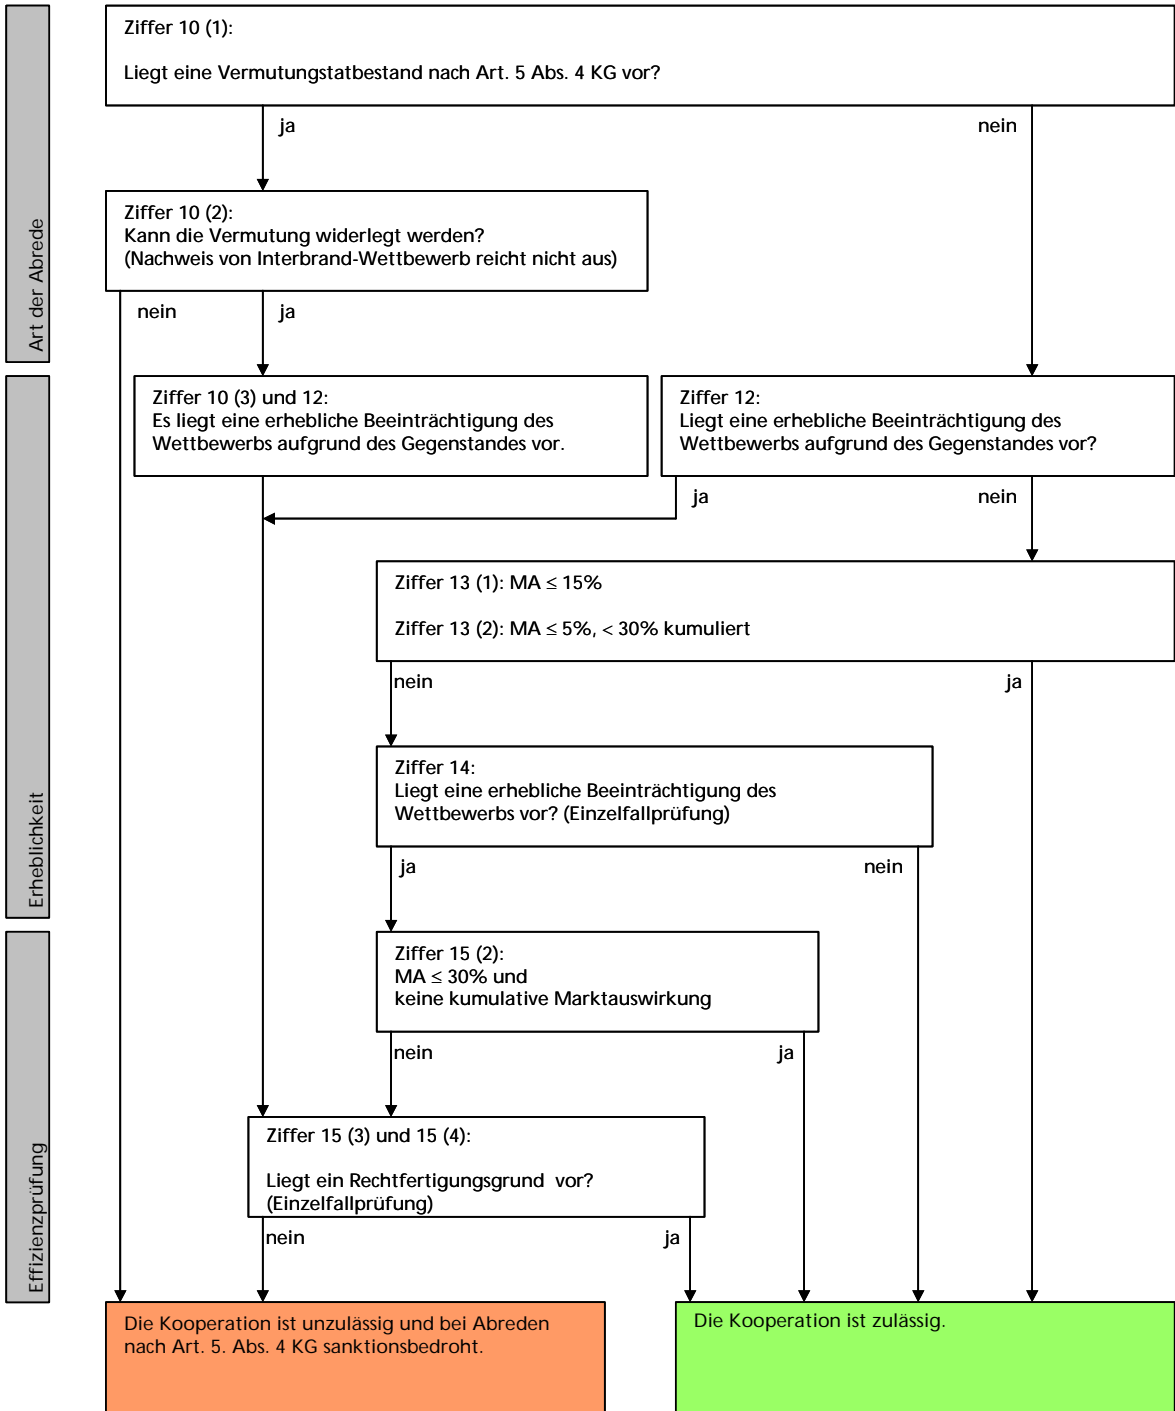 Art der Abrede
Ziffer 10 (1):
Liegt eine Vermutungstatbestand nach Art. 5 Abs. 4 KG vor?
ja
nein
Ziffer 10 (2):
Kann die Vermutung widerlegt werden?
(Nachweis von Interbrand-Wettbewerb reicht nicht aus)
nein
ja
Erheblichkeit
Ziffer 10 (3) und 12:
Es liegt eine erhebliche Beeinträchtigung des
Wettbewerbs aufgrund des Gegenstandes vor.
Ziffer 12:
Liegt eine erhebliche Beeinträchtigung des
Wettbewerbs aufgrund des Gegenstandes vor?
ja
nein
Ziffer 13 (1): MA ≤ 15%
Ziffer 13 (2): MA ≤ 5%, < 30% kumuliert
nein
ja
Ziffer 14:
Liegt eine erhebliche Beeinträchtigung des
Wettbewerbs vor? (Einzelfallprüfung)
ja
nein
Effizienzprüfung
Ziffer 15 (2):
MA ≤ 30% und
keine kumulative Marktauswirkung
nein
ja
Ziffer 15 (3) und 15 (4):
Liegt ein Rechtfertigungsgrund vor?
(Einzelfallprüfung)
nein
ja
Die Kooperation ist unzulässig und bei Abreden
nach Art. 5. Abs. 4 KG sanktionsbedroht.
Die Kooperation ist zulässig.